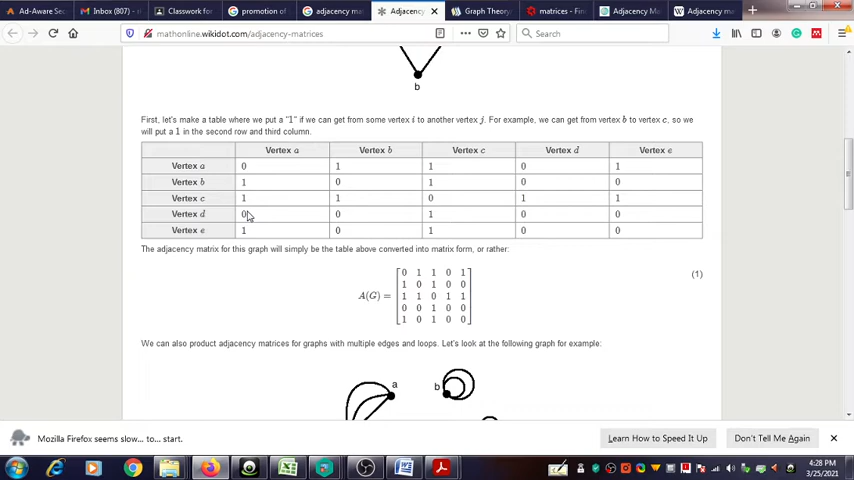 Ad-Aware Sec
Inbox (807)
Classwork for
promotion of
adjacency ma
Adjacency
Graph Theory
matrices - Fin
Adjacency Ma
Adjacency ma
mathonline.wikidot.com/adjacency-matrices
Search
b
First, let's make a table where we put a "1" if we can get from some vertex i to another vertex j. For example, we can get from vertex b to vertex c, so we
will put a 1 in the second row and third column.
Vertex a Vertex b Vertex c Vertex d Vertex e
Vertex a 0 1 1 0 1
Vertex b 1 0 1 0 0
Vertex c 1 1 0 1 1
Vertex d 0 0 1 0 0
Vertex e 1 0 1 0 0
The adjacency matrix for this graph will simply be the table above converted into matrix form, or rather:
0 1 1 0 1
1 0 1 0 0
A(G) = 1 1 0 1 1 (1)
0 0 1 0 0
1 0 1 0 0
We can also product adjacency matrices for graphs with multiple edges and loops. Let's look at the following graph for example:
a b
Mozilla Firefox seems slow... to... start.
Learn How to Speed It Up
Don't Tell Me Again
4:28 PM
3/25/2021